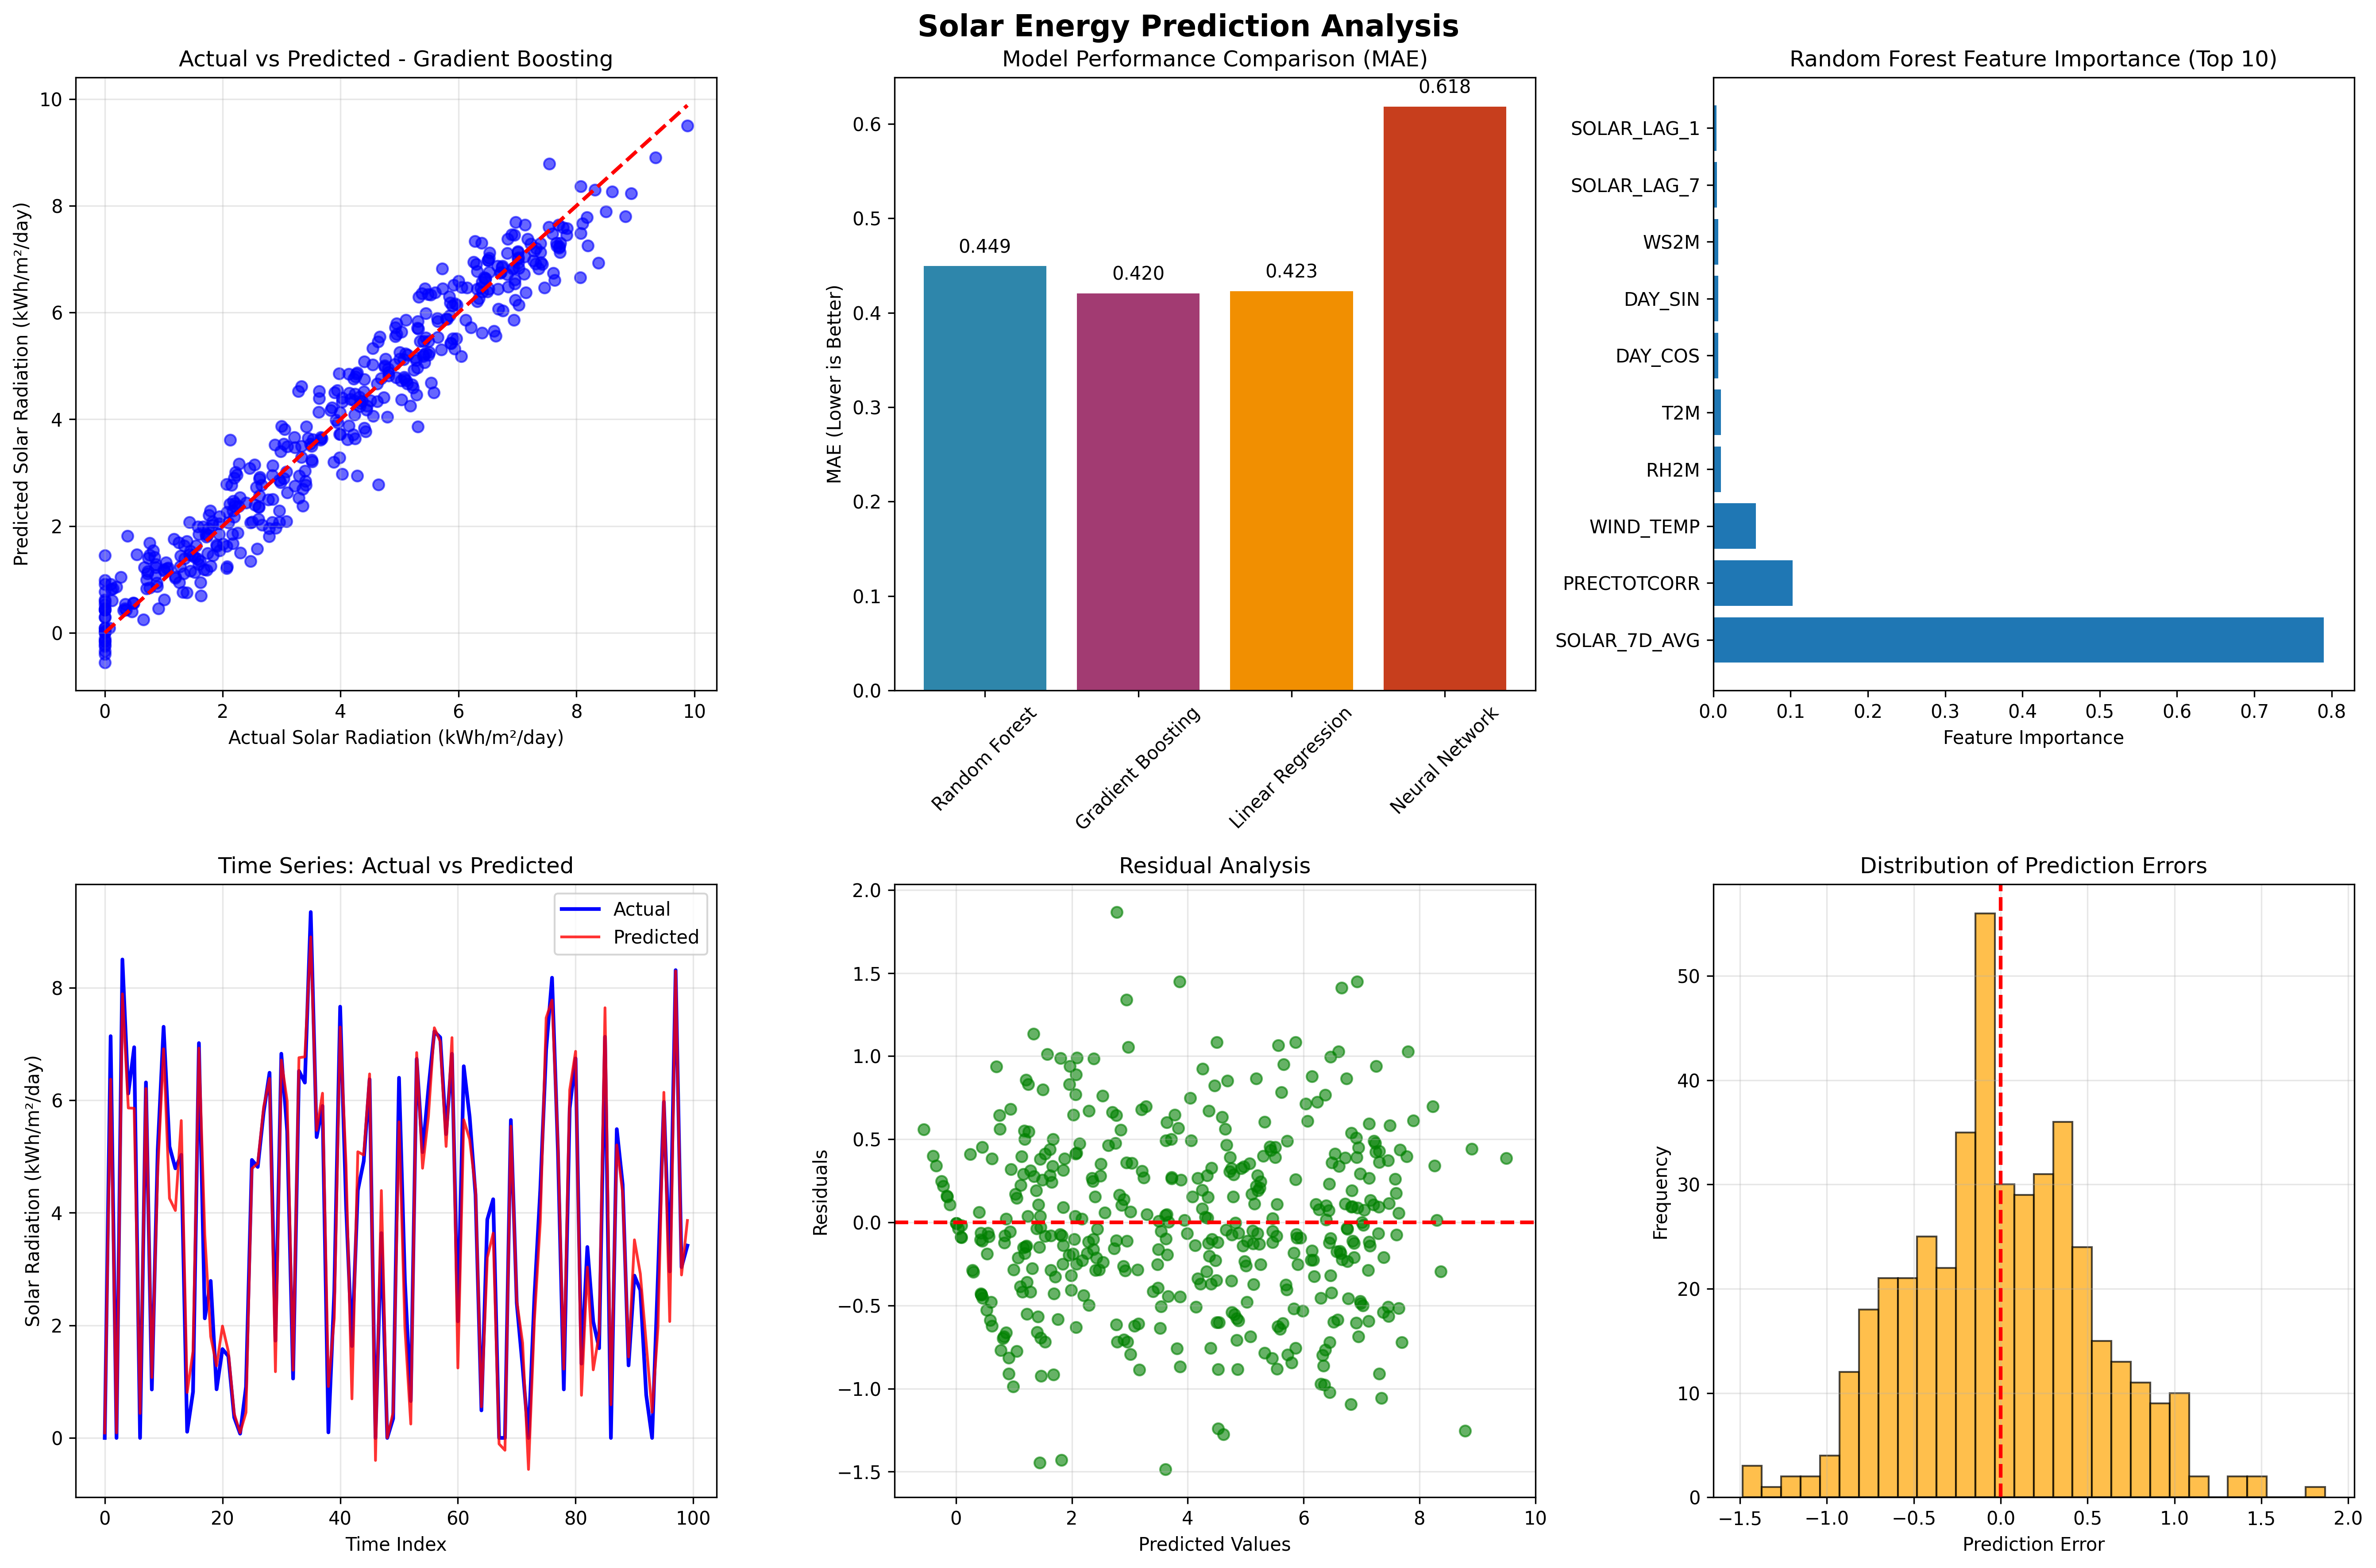 Solar Energy Prediction Analysis
Actual vs Predicted - Gradient Boosting
Predicted Solar Radiation (kWh/m²/day)
10
8
6
4
2
0
0 2 4 6 8 10
Actual Solar Radiation (kWh/m²/day)
Model Performance Comparison (MAE)
MAE (Lower is Better)
0.6
0.5
0.4
0.3
0.2
0.1
0.0
0.449
0.420
0.423
0.618
Random Forest
Gradient Boosting
Linear Regression
Neural Network
Random Forest Feature Importance (Top 10)
SOLAR_LAG_1
SOLAR_LAG_7
WS2M
DAY_SIN
DAY_COS
T2M
RH2M
WIND_TEMP
PRECTOTCORR
SOLAR_7D_AVG
0.0 0.1 0.2 0.3 0.4 0.5 0.6 0.7 0.8
Feature Importance
Time Series: Actual vs Predicted
Solar Radiation (kWh/m²/day)
Actual
Predicted
8
6
4
2
0
0 20 40 60 80 100
Time Index
Residual Analysis
Residuals
2.0
1.5
1.0
0.5
0.0
−0.5
−1.0
−1.5
0 2 4 6 8 10
Predicted Values
Distribution of Prediction Errors
Frequency
50
40
30
20
10
0
−1.5 −1.0 −0.5 0.0 0.5 1.0 1.5 2.0
Prediction Error